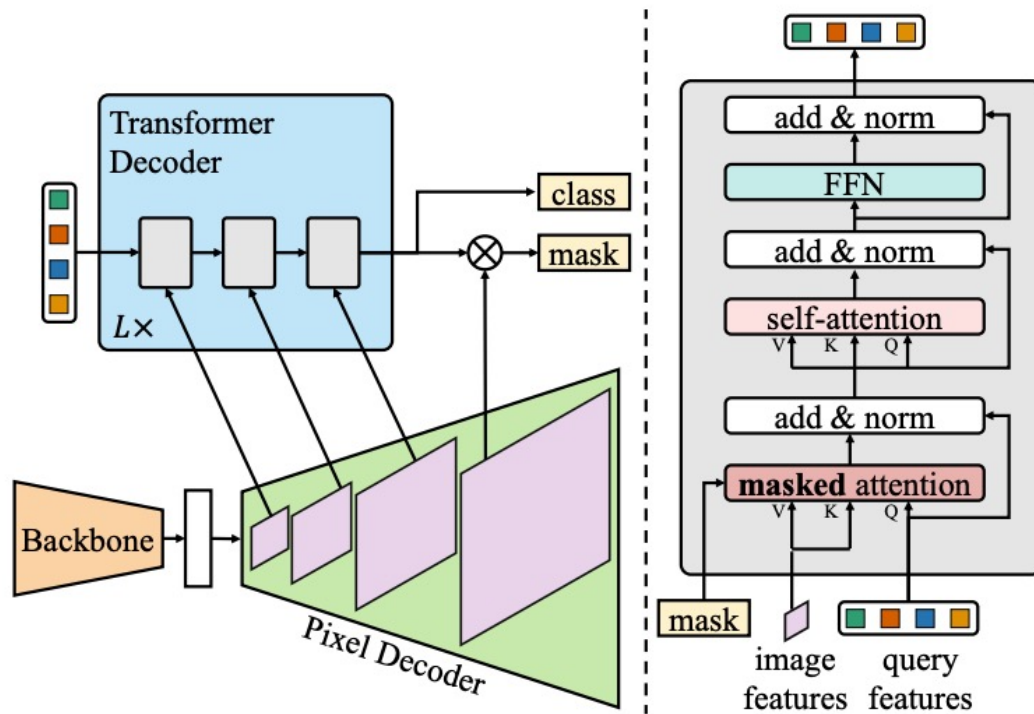 Transformer
Decoder
L×
class
mask
Backbone
Pixel Decoder
add & norm
FFN
add & norm
self-attention
V K Q
add & norm
masked attention
V K Q
mask
image
features
query
features